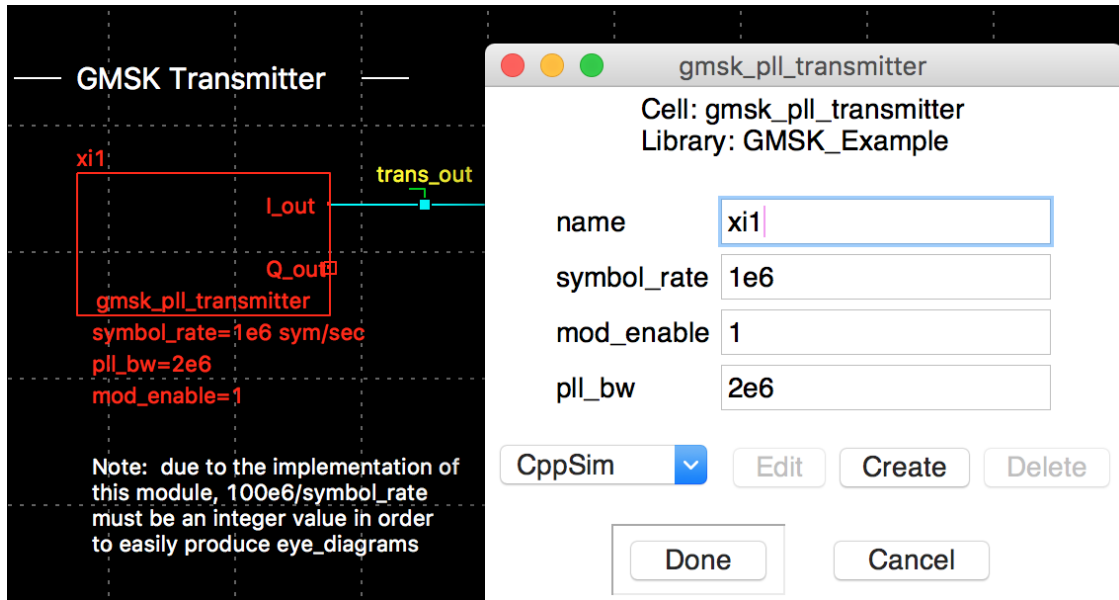 GMSK Transmitter
xi1
trans_out
I_out
Q_out
gmsk_pll_transmitter
symbol_rate=1e6 sym/sec
pll_bw=2e6
mod_enable=1
Note: due to the implementation of
this module, 100e6/symbol_rate
must be an integer value in order
to easily produce eye_diagrams
gmsk_pll_transmitter
Cell: gmsk_pll_transmitter
Library: GMSK_Example
name xi1
symbol_rate 1e6
mod_enable 1
pll_bw 2e6
CppSim Edit Create Delete
Done Cancel